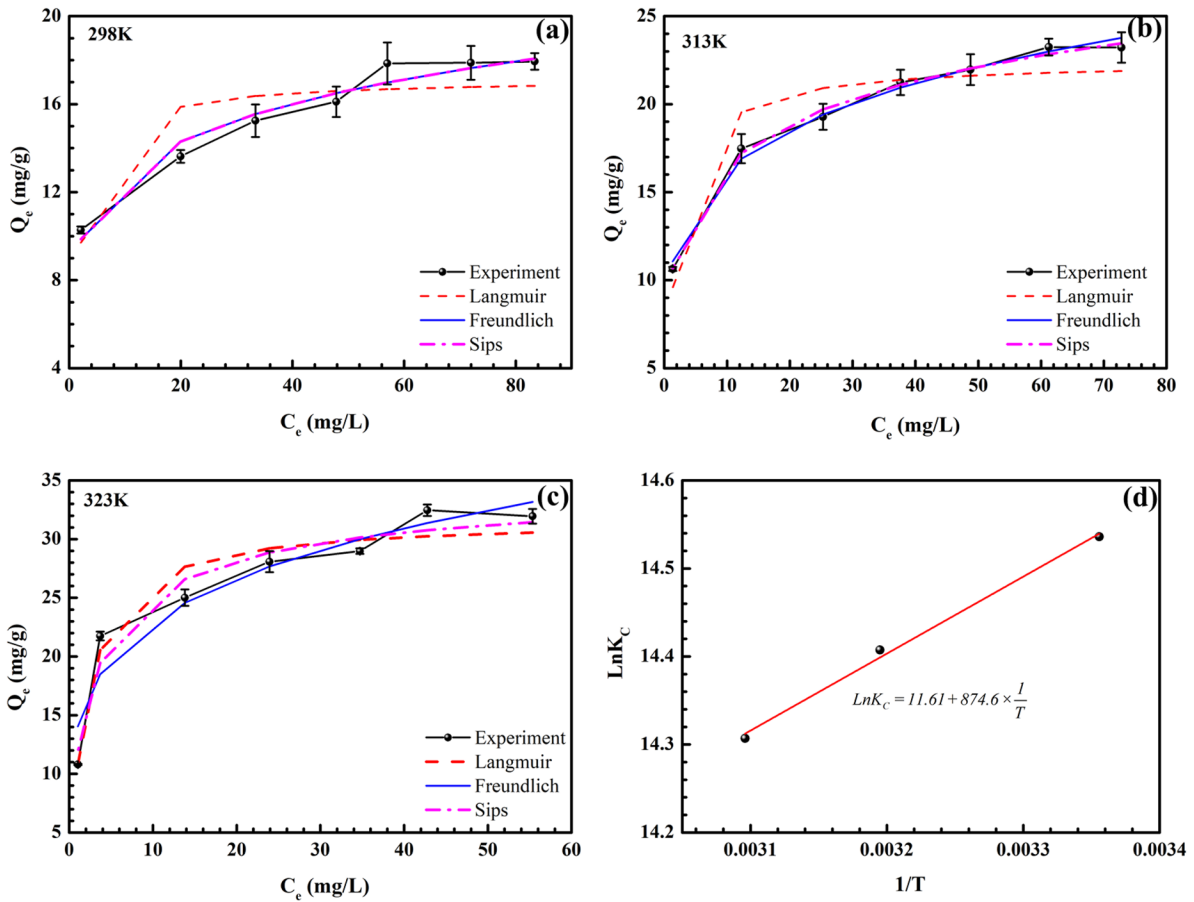 (a)
298K
20
16
12
8
4
Q_e (mg/g)
Experiment
Langmuir
Freundlich
Sips
0 20 40 60 80
C_e (mg/L)
(b)
313K
25
20
15
10
5
Q_e (mg/g)
Experiment
Langmuir
Freundlich
Sips
0 10 20 30 40 50 60 70 80
C_e (mg/L)
(c)
323K
35
30
25
20
15
10
5
Q_e (mg/g)
Experiment
Langmuir
Freundlich
Sips
0 10 20 30 40 50 60
C_e (mg/L)
(d)
14.6
14.5
14.4
14.3
14.2
LnK_C
LnK_C = 11.61+874.6×1/T
0.0031 0.0032 0.0033 0.0034
1/T